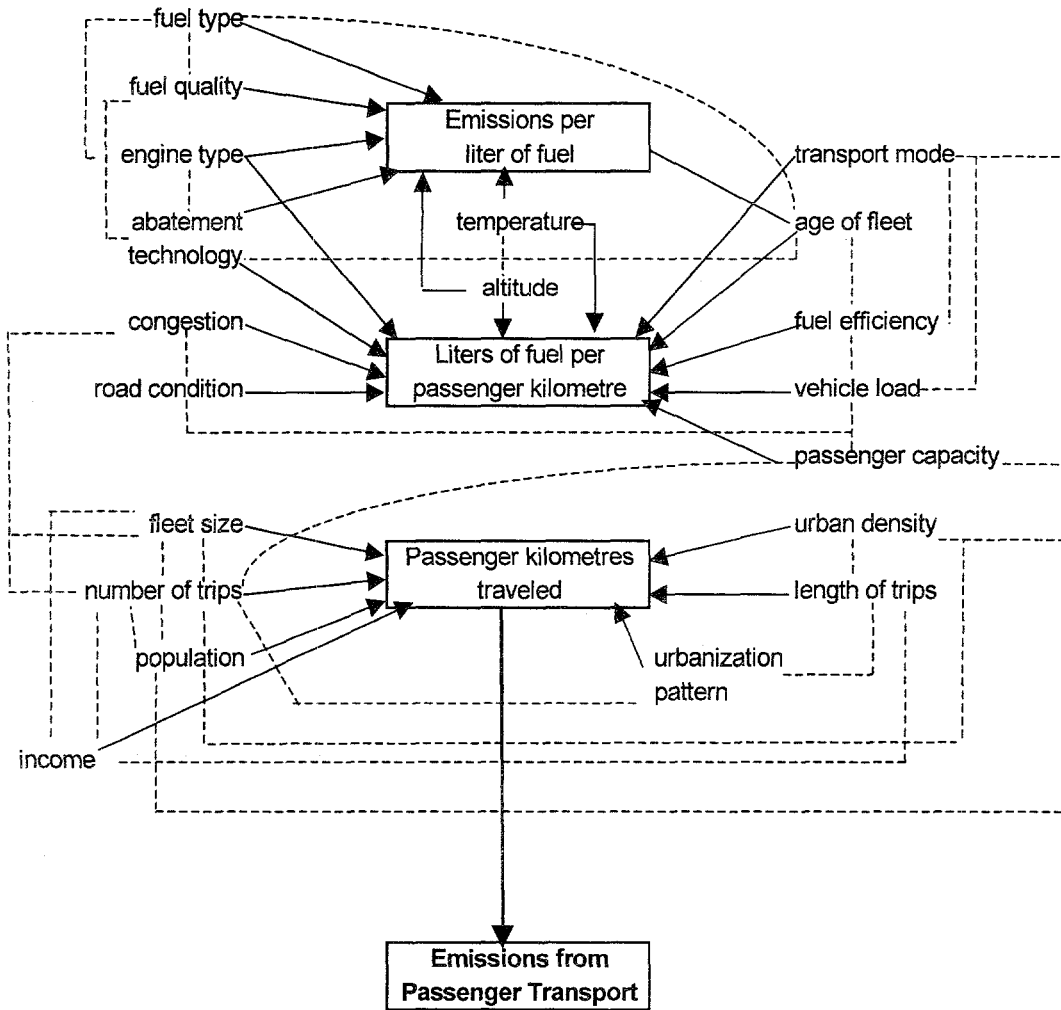 fuel type
fuel quality
Emissions per
liter of fuel
engine type
transport mode
abatement
technology
temperature
age of fleet
altitude
congestion
fuel efficiency
Liters of fuel per
passenger kilometre
road condition
vehicle load
passenger capacity
fleet size
urban density
Passenger kilometres
traveled
number of trips
length of trips
population
urbanization
pattern
income
Emissions from
Passenger Transport